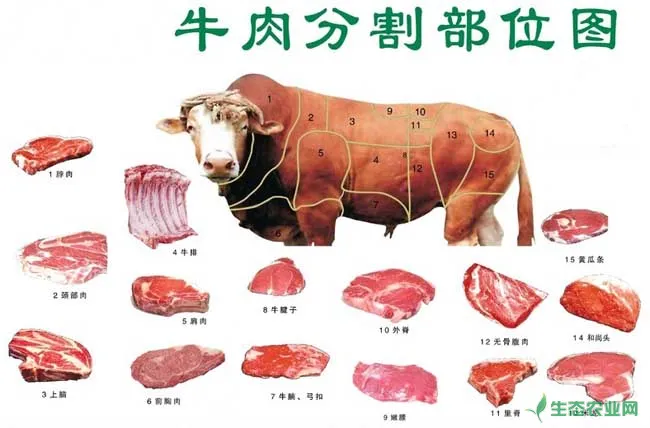 牛肉分割部位图
1
2
3
9
10
11
13
14
5
4
8
12
15
7
6
1 脖肉
4 牛排
15 黄瓜条
2 颈部肉
5 肩肉
8 牛腱子
10 外脊
12 无骨腹肉
14 和尚头
3 上脑
6 前胸肉
7 牛腩、弓扣
9 嫩腰
11 里脊
生态农业网